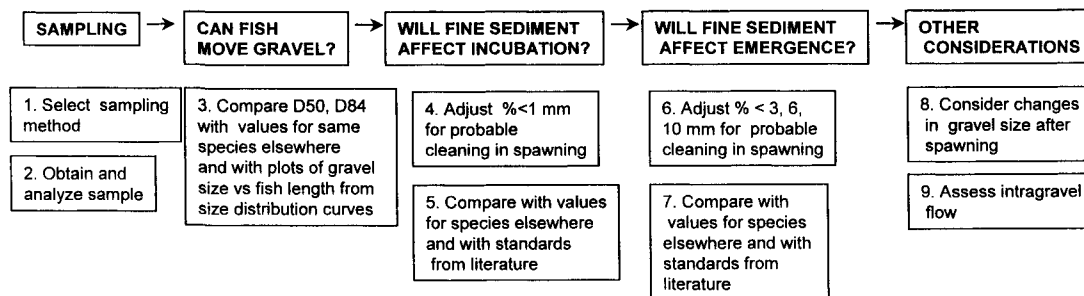 SAMPLING
CAN FISH
MOVE GRAVEL?
WILL FINE SEDIMENT
AFFECT INCUBATION?
WILL FINE SEDIMENT
AFFECT EMERGENCE?
OTHER
CONSIDERATIONS
1. Select sampling
method
2. Obtain and
analyze sample
3. Compare D50, D84
with values for same
species elsewhere
and with plots of gravel
size vs fish length from
size distribution curves
4. Adjust %<1 mm
for probable
cleaning in spawning
5. Compare with values
for species elsewhere
and with standards
from literature
6. Adjust % < 3, 6,
10 mm for probable
cleaning in spawning
7. Compare with
values for species
elsewhere and with
standards from
literature
8. Consider changes
in gravel size after
spawning
9. Assess intragravel
flow